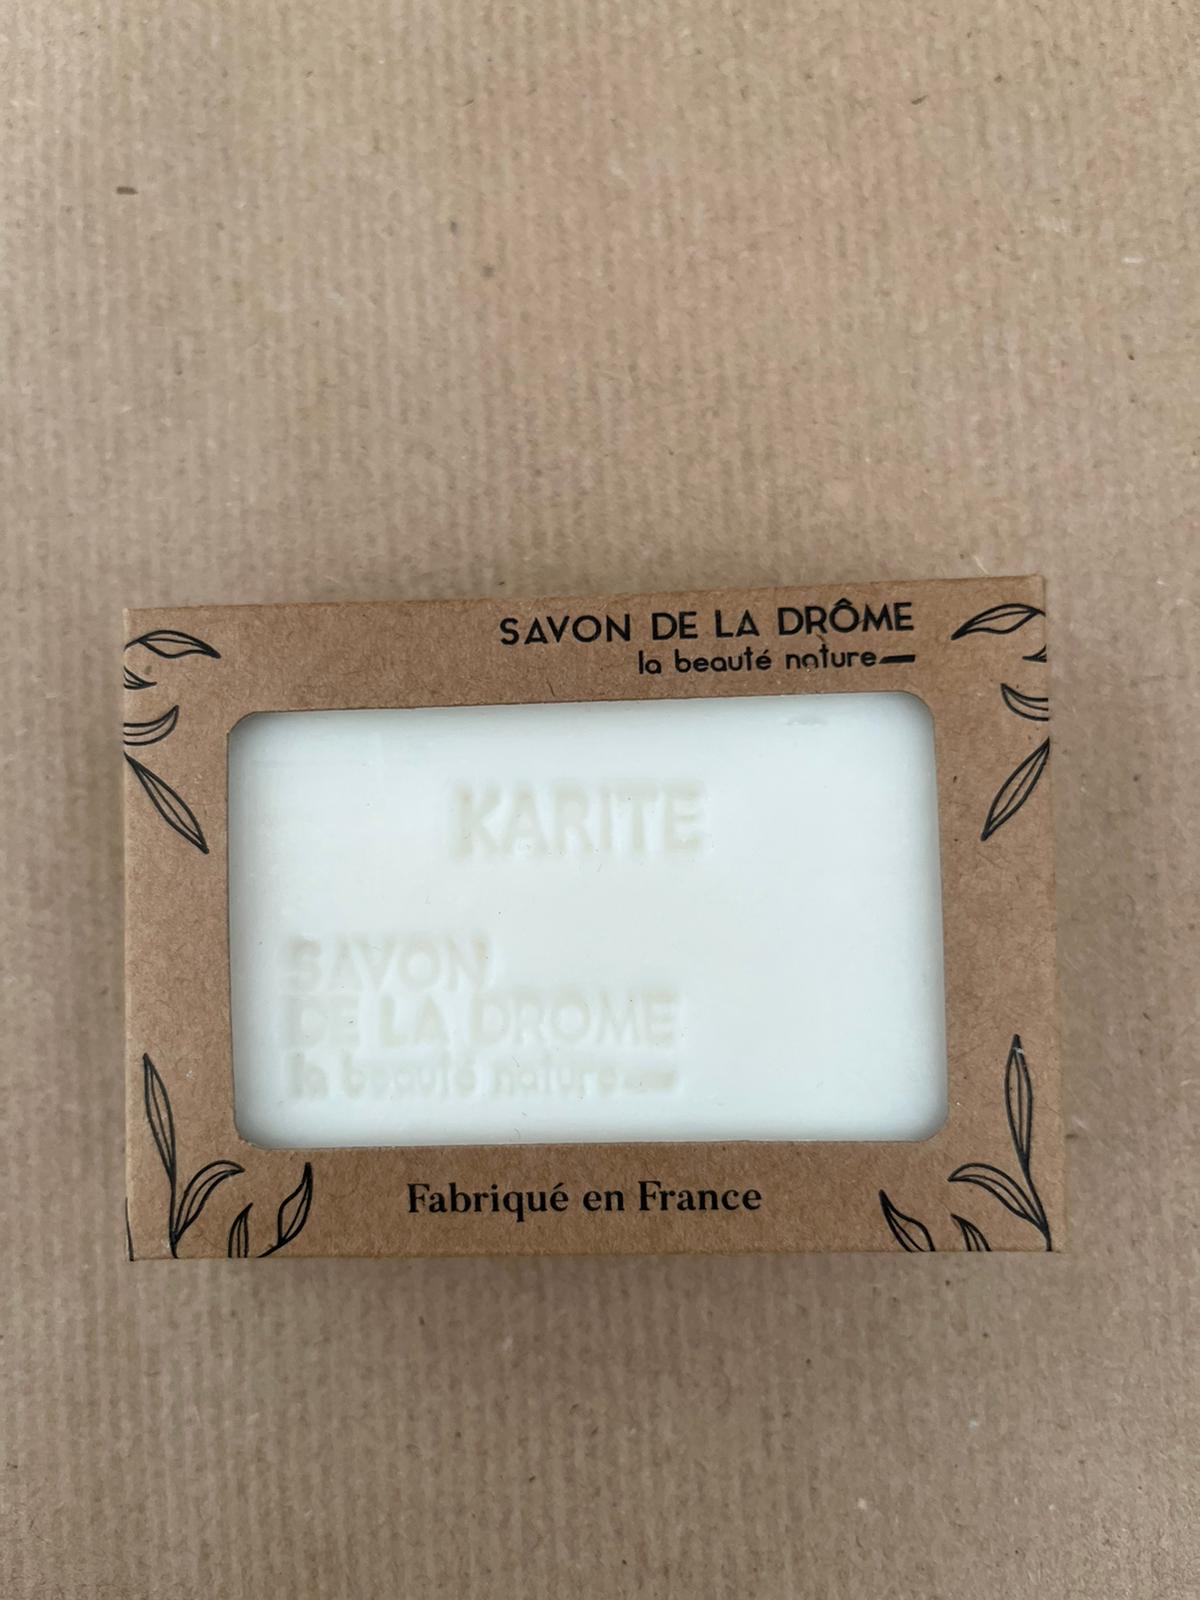 SAVON DE LA DRÔME
la beauté nature
KARITE
SAVON
DE LA DROME
la beauté nature
Fabriqué en France